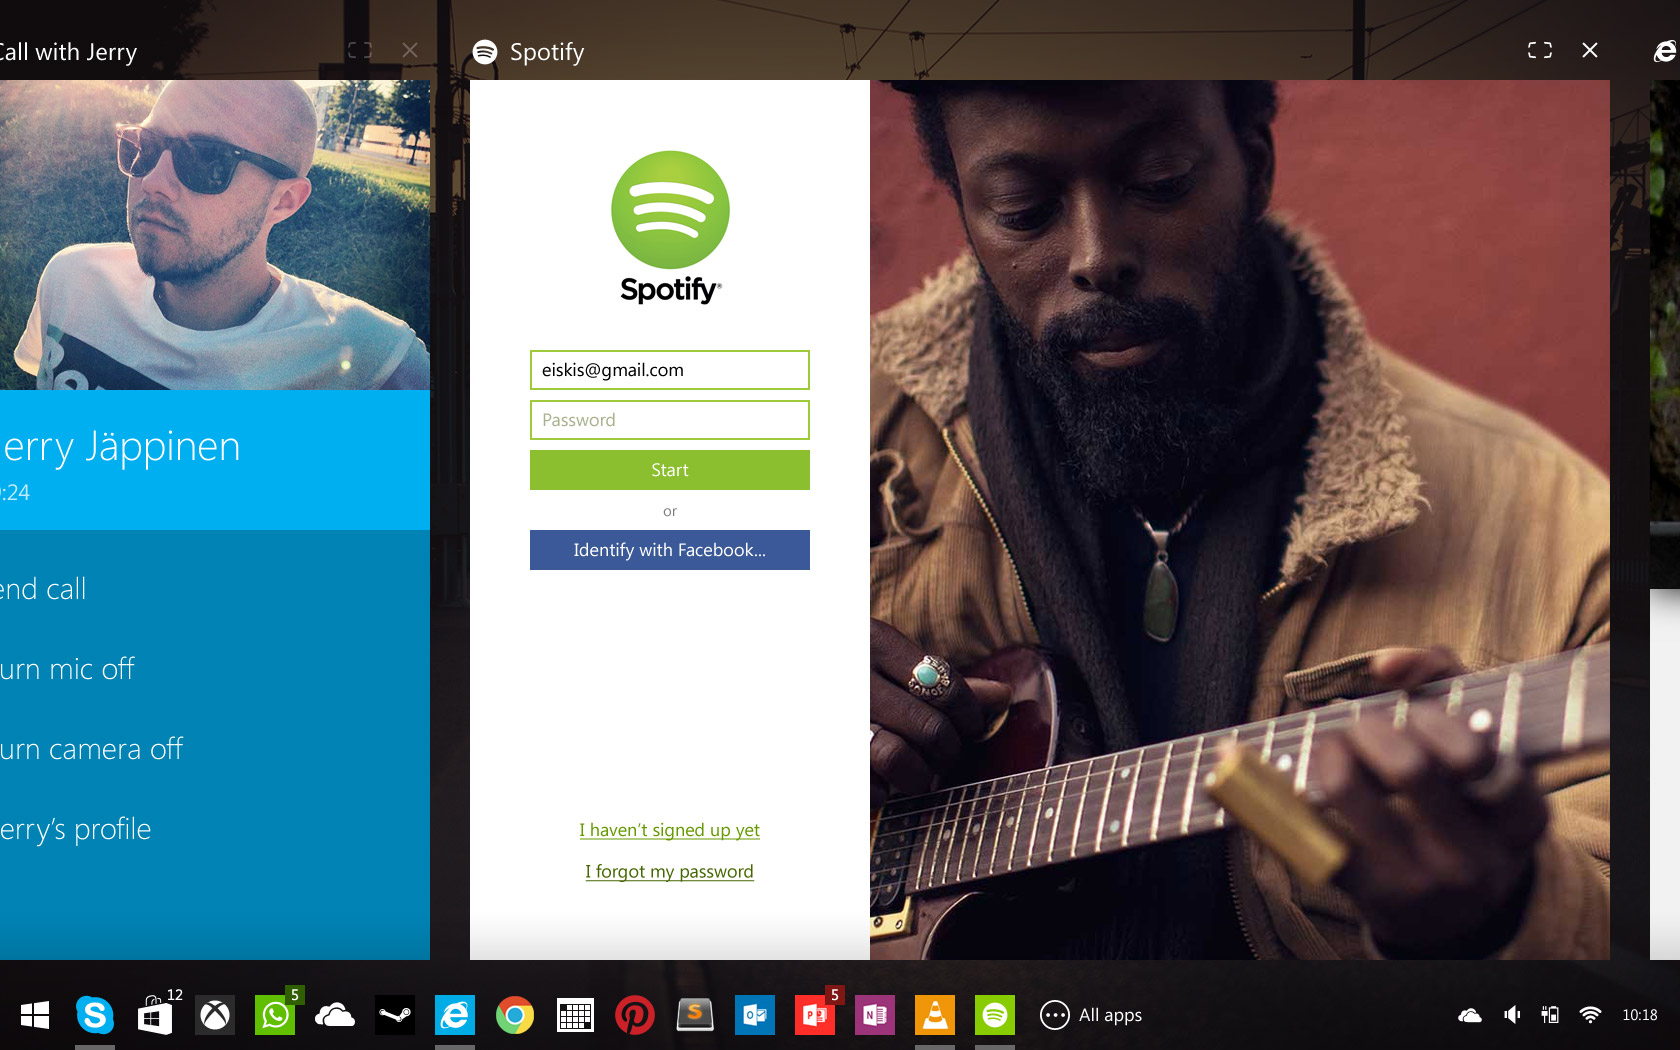 Call with Jerry
Spotify
erry Jäppinen
:24
end call
urn mic off
urn camera off
erry's profile
Spotify®
eiskis@gmail.com
Password
Start
or
Identify with Facebook...
I haven't signed up yet
I forgot my password
12
5
5
All apps
10:18